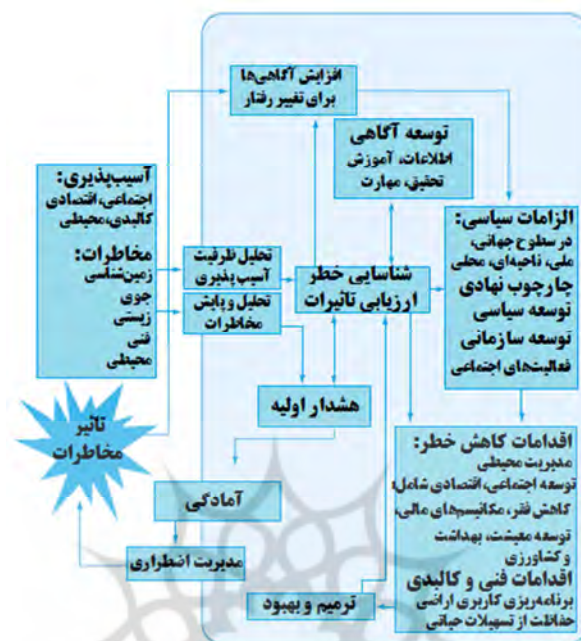 افزایش آگاهی‌ها
برای تغییر رفتار
توسعه آگاهی
اطلاعات، آموزش
تحقیق، مهارت
آسیب‌پذیری:
اجتماعی، اقتصادی
کالبدی، محیطی
مخاطرات:
زمین‌شناسی
جوی
زیستی
فنی
محیطی
تحلیل ظرفیت
آسیب پذیری
تحلیل و پایش
مخاطرات
شناسایی خطر
ارزیابی تاثیرات
الزامات سیاسی:
در سطوح جهانی،
ملی، ناحیه‌ای، محلی
چارچوب نهادی
توسعه سیاسی
توسعه سازمانی
فعالیت‌های اجتماعی
هشدار اولیه
تاثیر
مخاطرات
آمادگی
مدیریت اضطراری
ترمیم و بهبود
اقدامات کاهش خطر:
مدیریت محیطی
توسعه اجتماعی، اقتصادی شامل:
کاهش فقر، مکانیسم‌های مالی،
توسعه معیشت، بهداشت
و کشاورزی
اقدامات فنی و کالبدی
برنامه‌ریزی کاربری اراضی
حفاظت از تسهیلات حیاتی